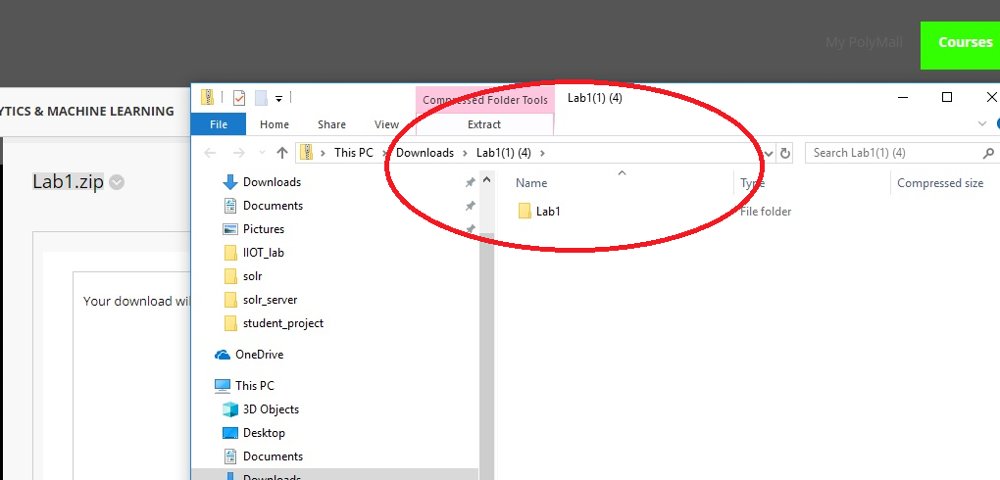 My PolyMall
Courses
YTICS & MACHINE LEARNING
Lab1.zip
Your download wil
Compressed Folder Tools
Lab1(1) (4)
File
Home
Share
View
Extract
This PC
Downloads
Lab1(1) (4)
Search Lab1(1) (4)
Downloads
Documents
Pictures
IIOT_lab
solr
solr_server
student_project
OneDrive
This PC
3D Objects
Desktop
Documents
Downloads
Name
Type
Compressed size
Lab1
File folder